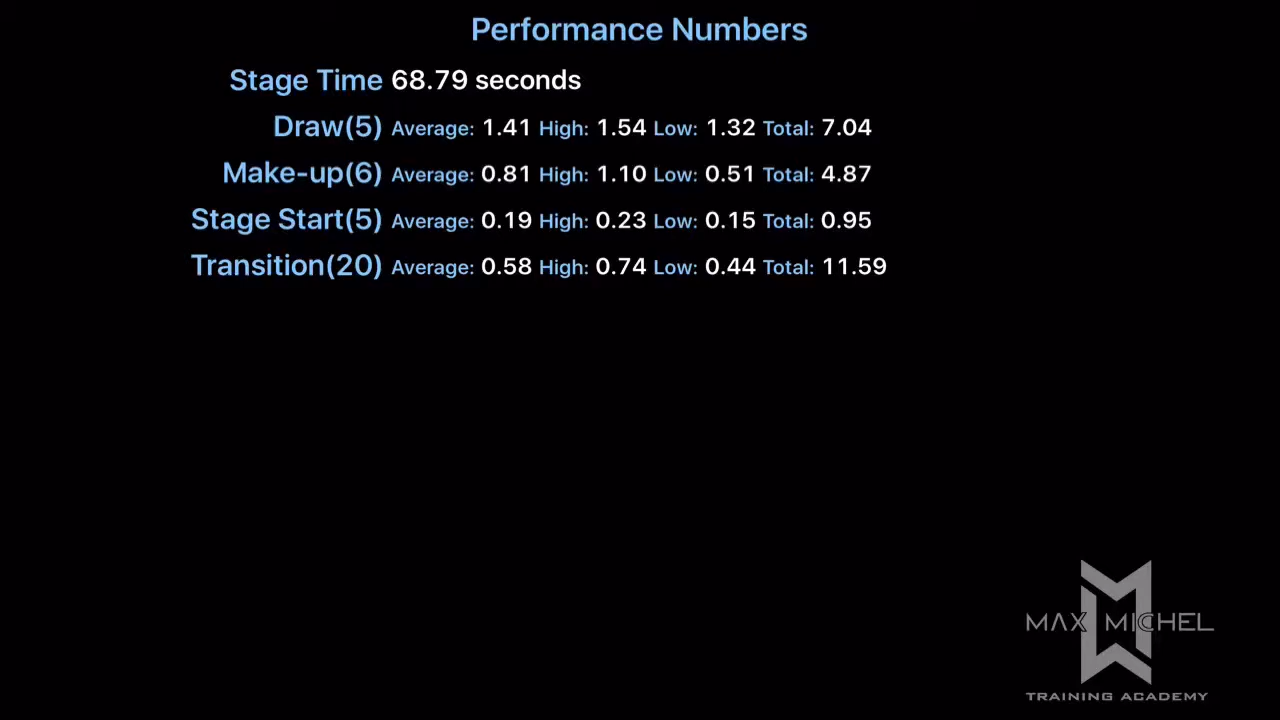 Performance Numbers
Stage Time 68.79 seconds
Draw(5) Average: 1.41 High: 1.54 Low: 1.32 Total: 7.04
Make-up(6) Average: 0.81 High: 1.10 Low: 0.51 Total: 4.87
Stage Start(5) Average: 0.19 High: 0.23 Low: 0.15 Total: 0.95
Transition(20) Average: 0.58 High: 0.74 Low: 0.44 Total: 11.59
MAX MICHEL
TRAINING ACADEMY